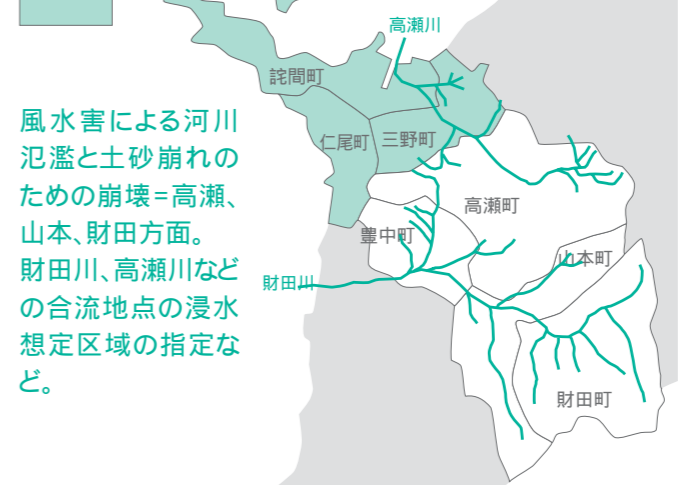 高瀬川
詫間町
仁尾町
三野町
風水害による河川
氾濫と土砂崩れの
ための崩壊=高瀬、
山本、財田方面。
財田川、高瀬川など
の合流地点の浸水
想定区域の指定な
ど。
高瀬町
豊中町
山本町
財田川
財田町